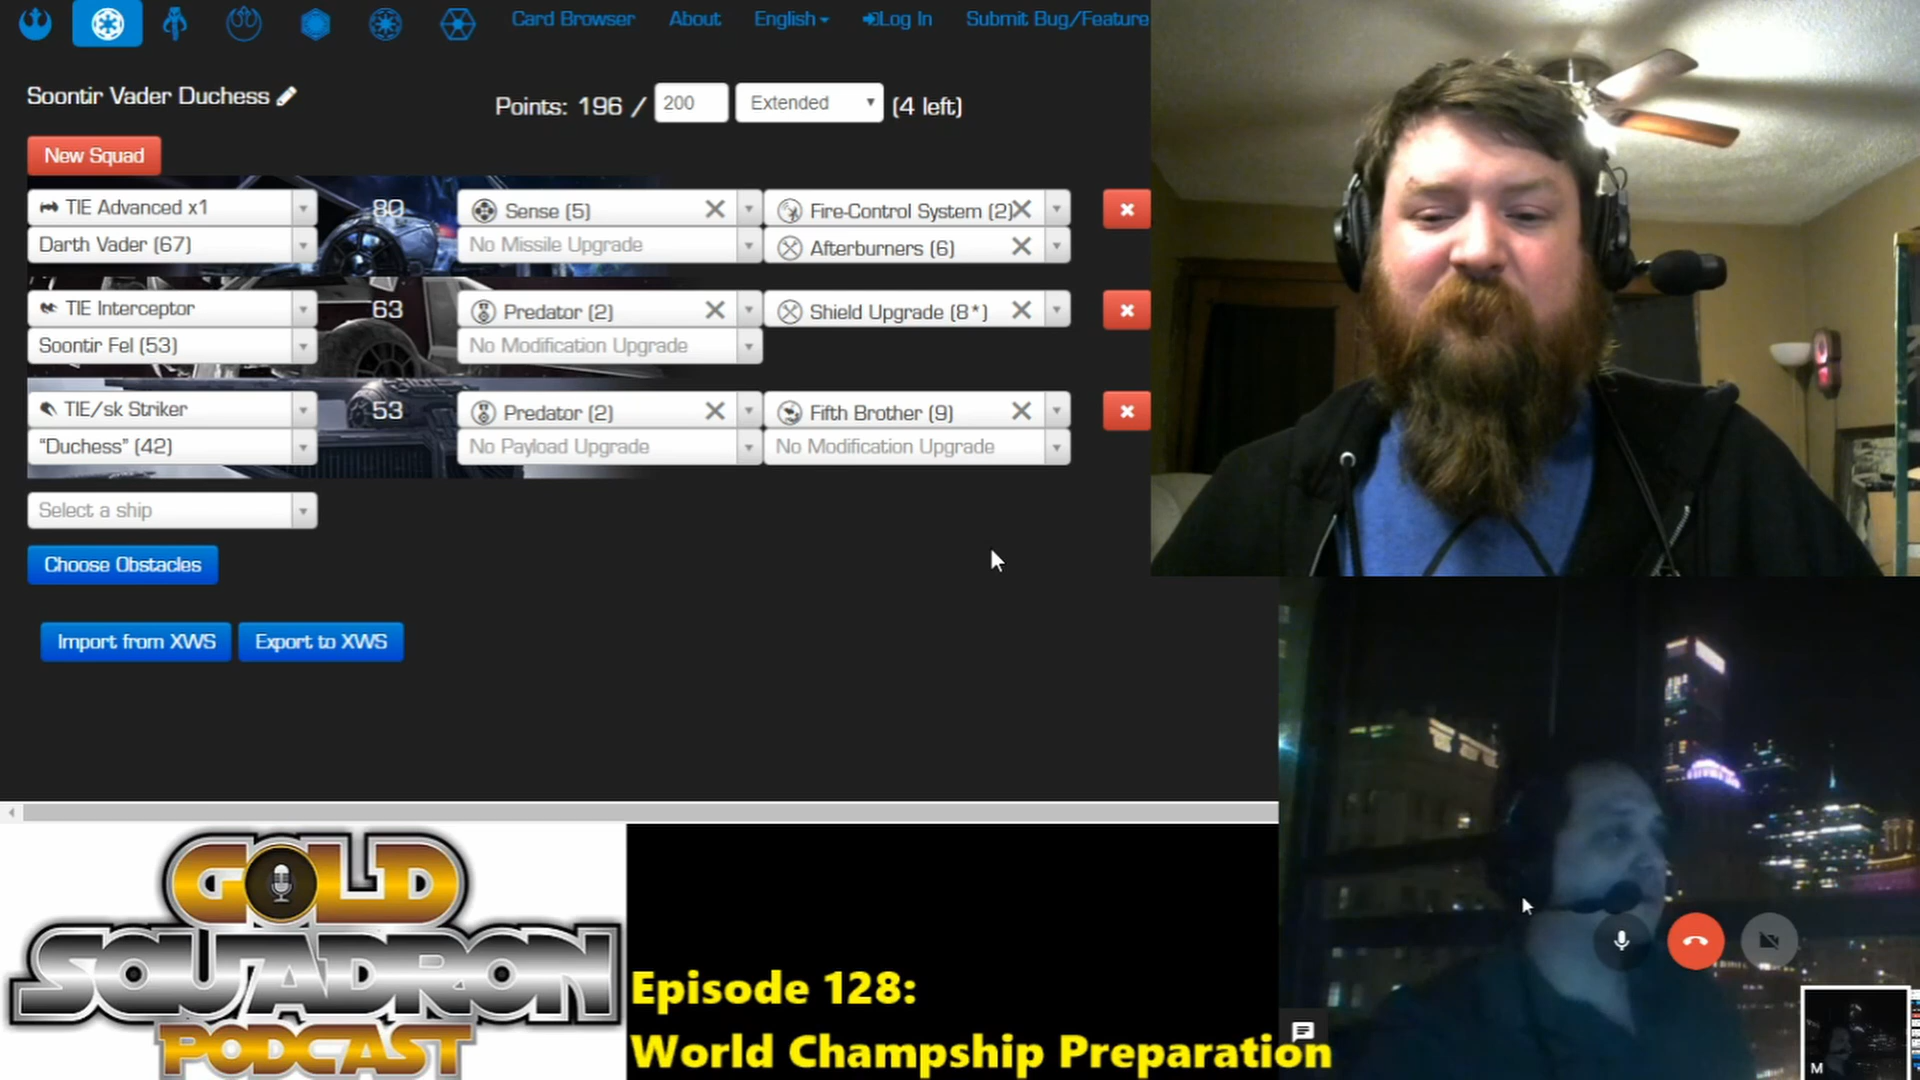 Card Browser About English Log In Submit Bug/Feature
Soontir Vader Duchess Points: 196 / 200 Extended (4 left)
New Squad
TIE Advanced x1 80 Sense (5) Fire-Control System (2)
Darth Vader (67) No Missile Upgrade Afterburners (6)
TIE Interceptor 63 Predator (2) Shield Upgrade (8*)
Soontir Fel (53) No Modification Upgrade
TIE/sk Striker 53 Predator (2) Fifth Brother (9)
"Duchess" (42) No Payload Upgrade No Modification Upgrade
Select a ship
Choose Obstacles
Import from XWS Export to XWS
GOLD
SQUADRON
PODCAST
Episode 128:
World Champship Preparation
M